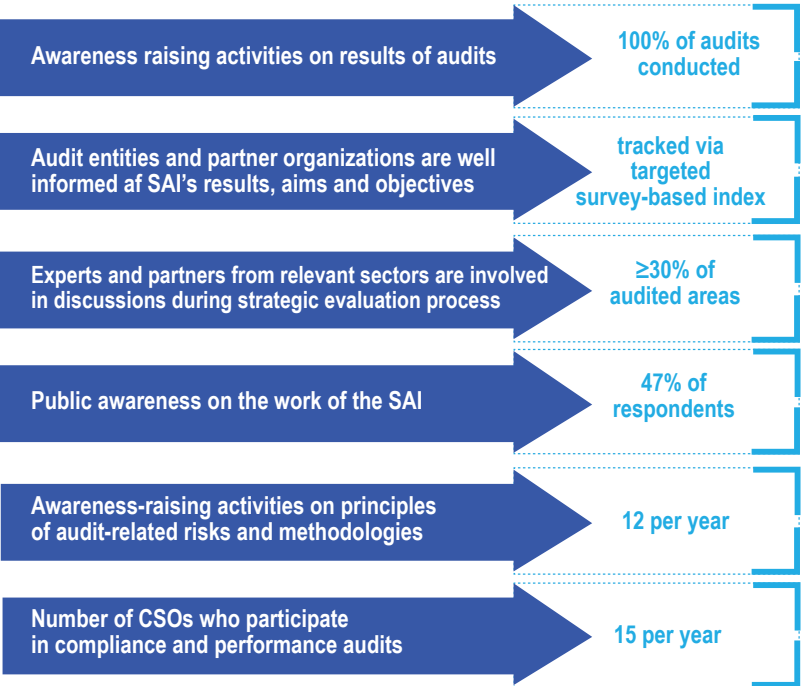 Awareness raising activities on results of audits
100% of audits
conducted
Audit entities and partner organizations are well
informed af SAI's results, aims and objectives
tracked via
targeted
survey-based index
Experts and partners from relevant sectors are involved
in discussions during strategic evaluation process
≥30% of
audited areas
Public awareness on the work of the SAI
47% of
respondents
Awareness-raising activities on principles
of audit-related risks and methodologies
12 per year
Number of CSOs who participate
in compliance and performance audits
15 per year